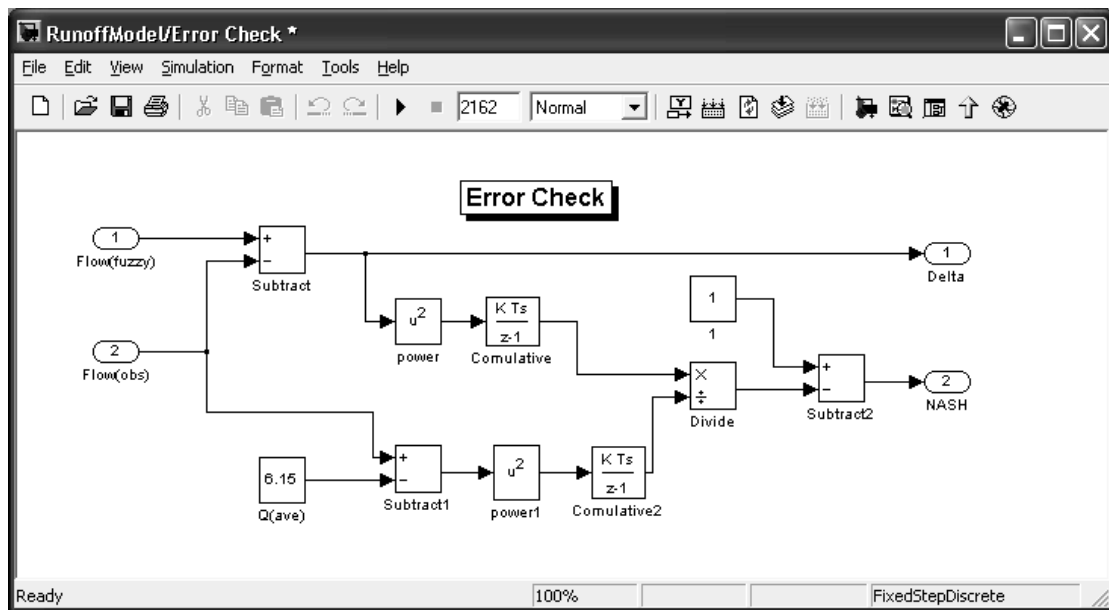 RunoffModel/Error Check *
File Edit View Simulation Format Tools Help
2162 Normal
Error Check
1
Flow(fuzzy)
+
−
Subtract
1
Delta
u2
power
K Ts
z-1
Comulative
1
1
2
Flow(obs)
×
÷
Divide
+
−
Subtract2
2
NASH
6.15
Q(ave)
+
−
Subtract1
u2
power1
K Ts
z-1
Comulative2
Ready 100% FixedStepDiscrete